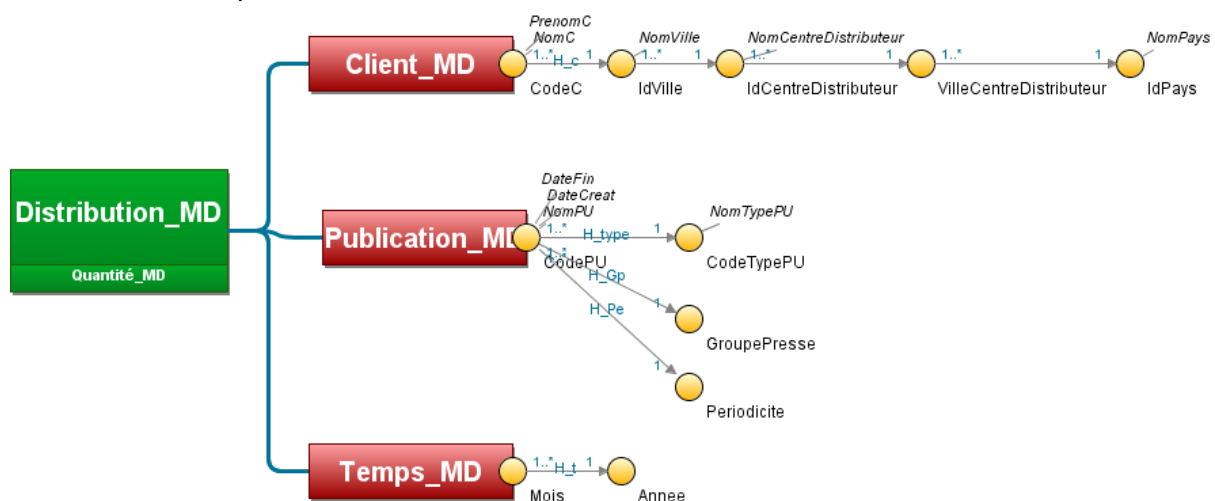 PrenomC
NomC
NomVille
NomCentreDistributeur
NomPays
Client_MD
1..* H_c 1
1..* 1
1..* 1
1..* 1
CodeC
IdVille
IdCentreDistributeur
VilleCentreDistributeur
IdPays
Distribution_MD
Quantité_MD
DateFin
DateCreat
NomPU
NomTypePU
Publication_MD
1..* H_type 1
CodePU
CodeTypePU
1..*
H_Gp
1
GroupePresse
H_Pe
1
Periodicite
Temps_MD
1..* H_t 1
Mois
Annee